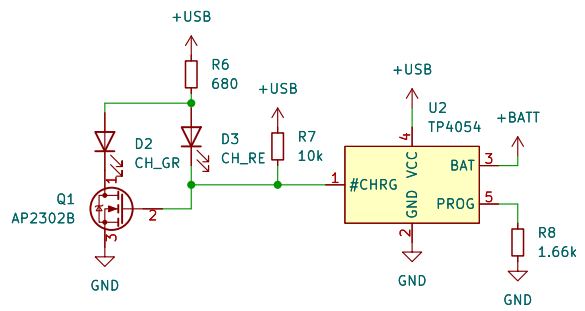 +USB
R6
680
+USB
+USB
+BATT
D2
CH_GR
D3
CH_RE
R7
10k
U2
TP4054
4
VCC
BAT
3
1
#CHRG
PROG
5
GND
2
Q1
AP2302B
1
2
3
R8
1.66k
GND
GND
GND